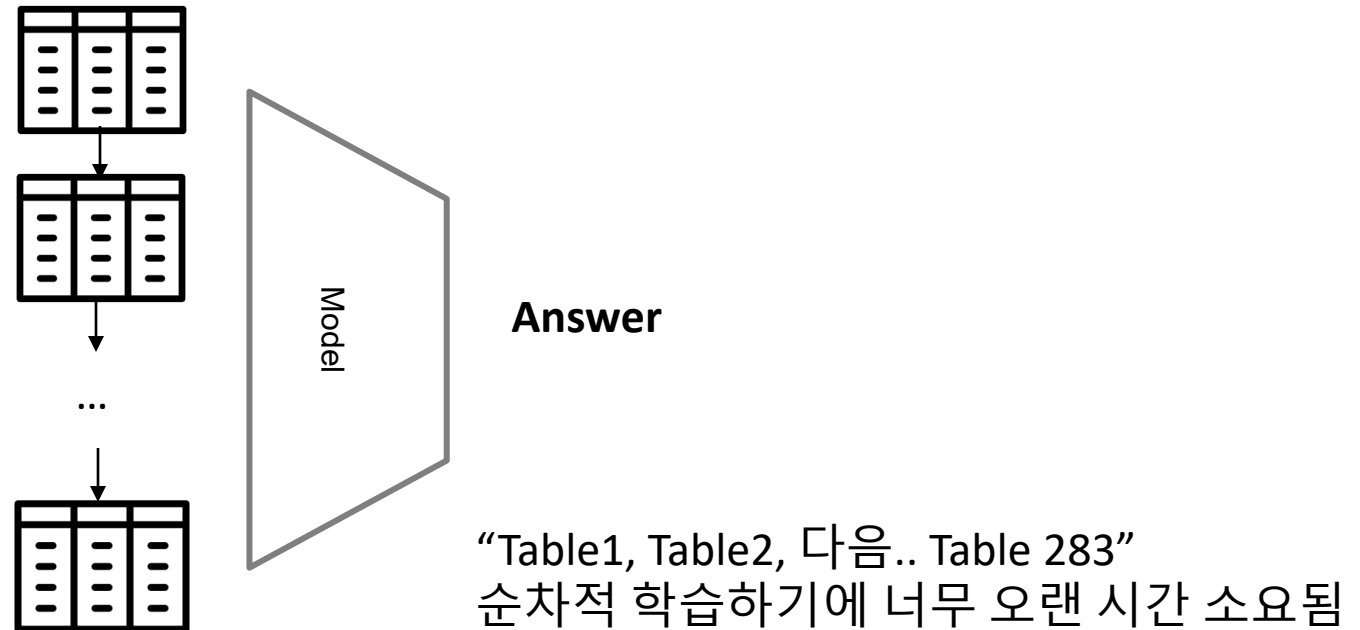 ...
Model
Answer
“Table1, Table2, 다음.. Table 283”
순차적 학습하기에 너무 오랜 시간 소요됨